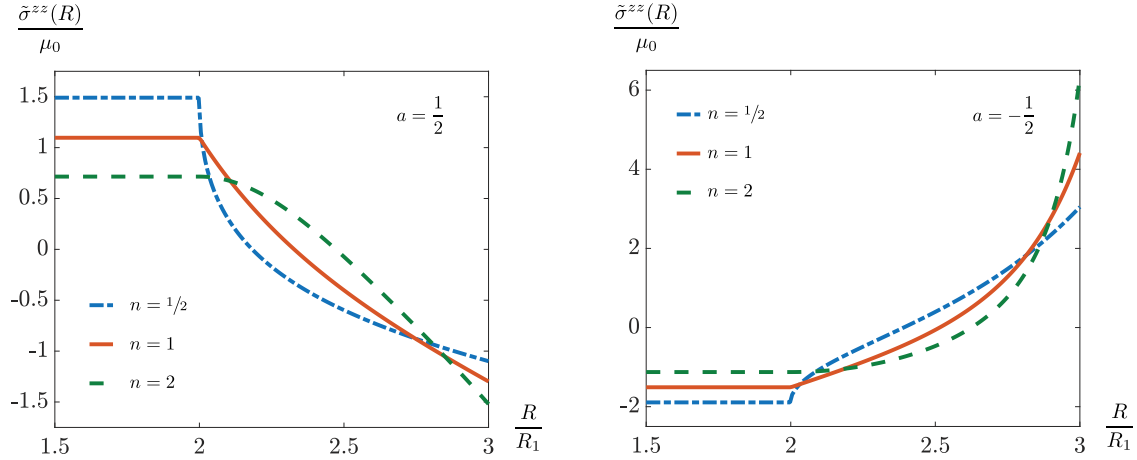 σ̃^{zz}(R)
μ₀
1.5
1
0.5
0
-0.5
-1
-1.5
a = 1/2
n = 1/2
n = 1
n = 2
1.5
2
2.5
3
R
R₁
σ̃^{zz}(R)
μ₀
6
4
2
0
-2
n = 1/2
n = 1
n = 2
a = -1/2
1.5
2
2.5
3
R
R₁